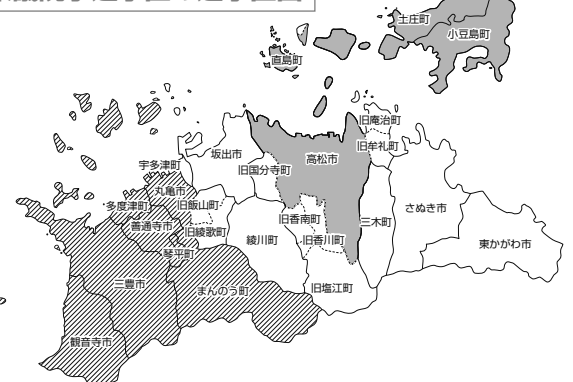 土庄町
小豆島町
直島町
旧庵治町
旧牟礼町
高松市
坂出市
宇多津町
旧国分寺町
丸亀市
旧飯山町
多度津町
さぬき市
旧香南町
三木町
善通寺市
旧綾歌町
綾川町
旧香川町
東かがわ市
琴平町
三豊市
まんのう町
旧塩江町
観音寺市